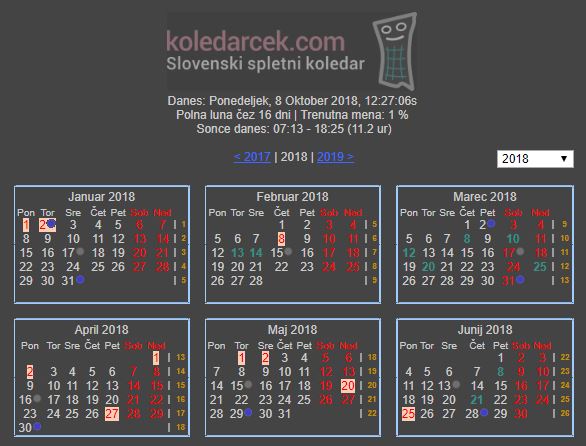 koledarcek.com
Slovenski spletni koledar
Danes: Ponedeljek, 8 Oktober 2018, 12:27:06s
Polna luna čez 16 dni | Trenutna mena: 1 %
Sonce danes: 07:13 - 18:25 (11.2 ur)
< 2017 | 2018 | 2019 >
2018
Januar 2018
Pon Tor Sre Čet Pet Sob Ned
1 2 3 4 5 6 7 | 1
8 9 10 11 12 13 14 | 2
15 16 17 18 19 20 21 | 3
22 23 24 25 26 27 28 | 4
29 30 31 | 5
Februar 2018
Pon Tor Sre Čet Pet Sob Ned
1 2 3 4 | 5
5 6 7 8 9 10 11 | 6
12 13 14 15 16 17 18 | 7
19 20 21 22 23 24 25 | 8
26 27 28 | 9
Marec 2018
Pon Tor Sre Čet Pet Sob Ned
1 2 3 4 | 9
5 6 7 8 9 10 11 | 10
12 13 14 15 16 17 18 | 11
19 20 21 22 23 24 25 | 12
26 27 28 29 30 31 | 13
April 2018
Pon Tor Sre Čet Pet Sob Ned
1 | 13
2 3 4 5 6 7 8 | 14
9 10 11 12 13 14 15 | 15
16 17 18 19 20 21 22 | 16
23 24 25 26 27 28 29 | 17
30 | 18
Maj 2018
Pon Tor Sre Čet Pet Sob Ned
1 2 3 4 5 6 | 18
7 8 9 10 11 12 13 | 19
14 15 16 17 18 19 20 | 20
21 22 23 24 25 26 27 | 21
28 29 30 31 | 22
Junij 2018
Pon Tor Sre Čet Pet Sob Ned
1 2 3 | 22
4 5 6 7 8 9 10 | 23
11 12 13 14 15 16 17 | 24
18 19 20 21 22 23 24 | 25
25 26 27 28 29 30 | 26